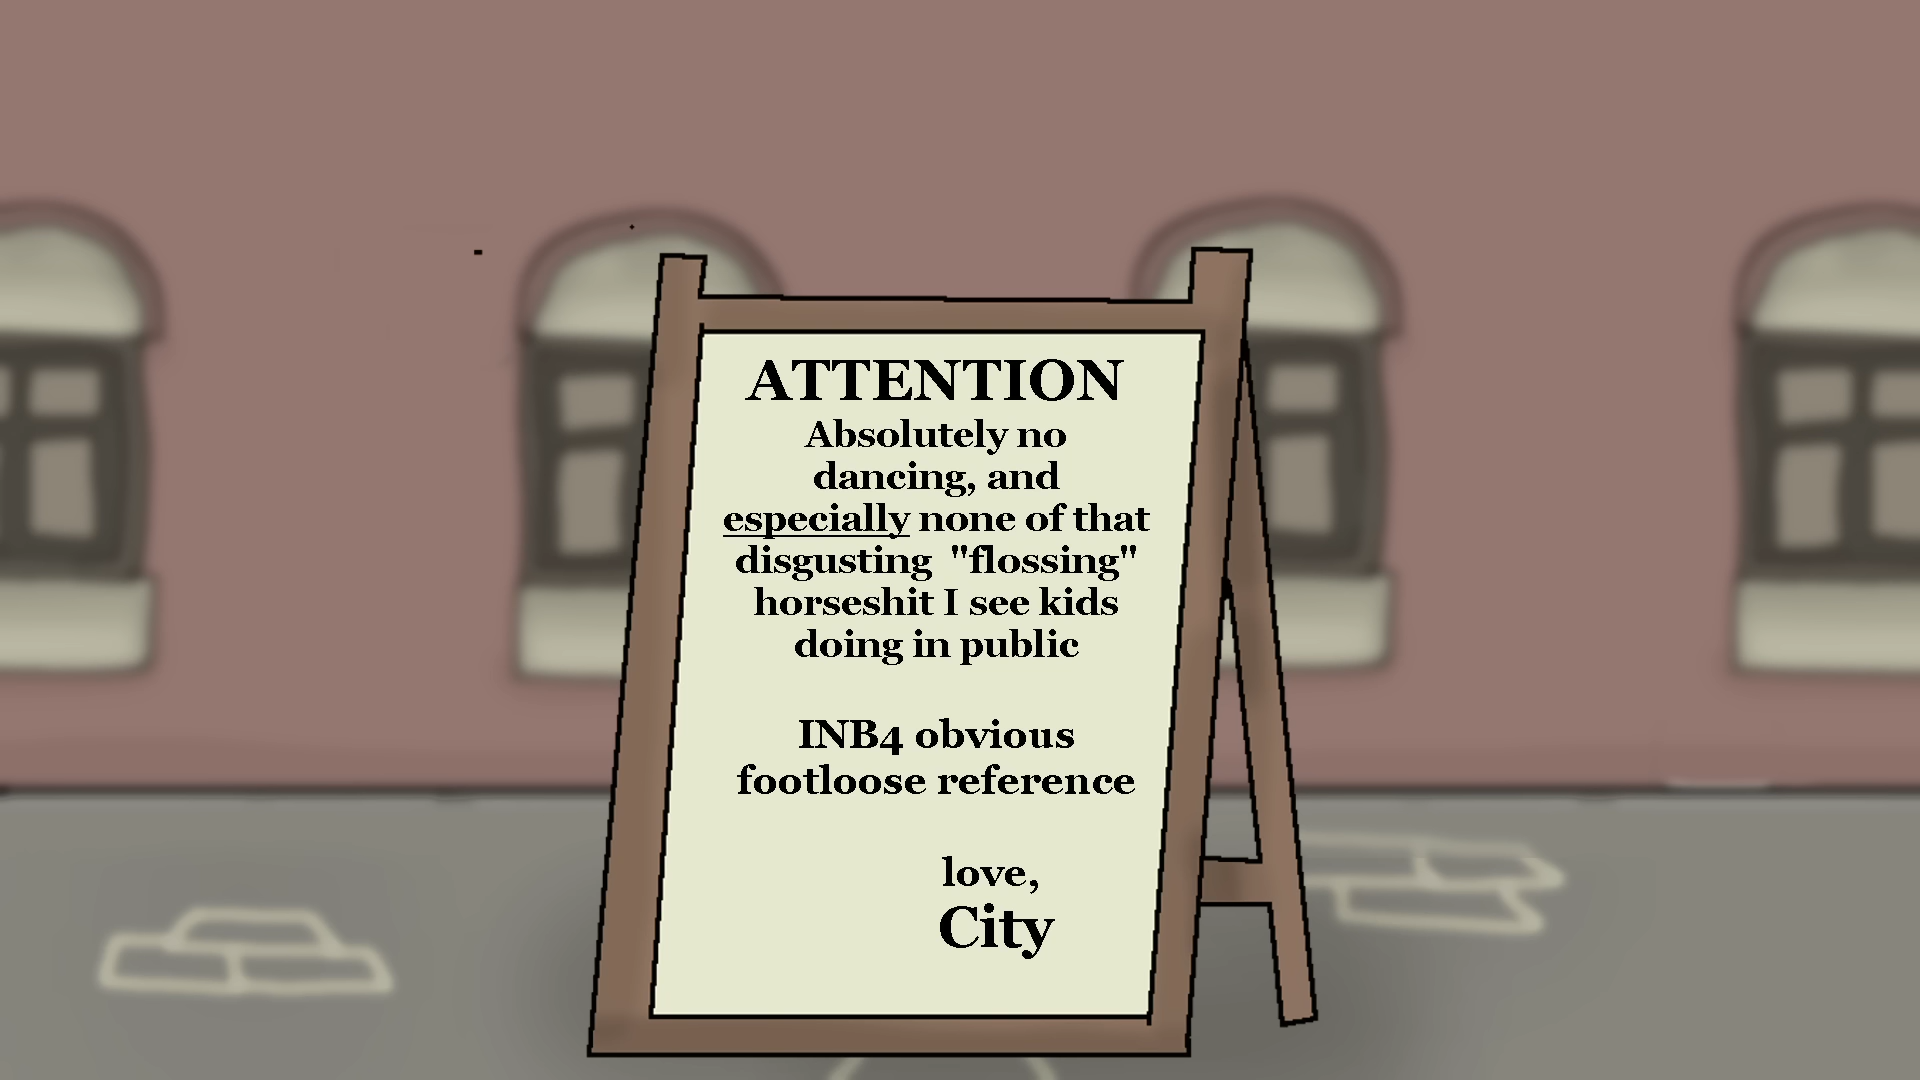 ATTENTION
Absolutely no
dancing, and
especially none of that
disgusting  "flossing"
horseshit I see kids
doing in public
INB4 obvious
footloose reference
love,
City